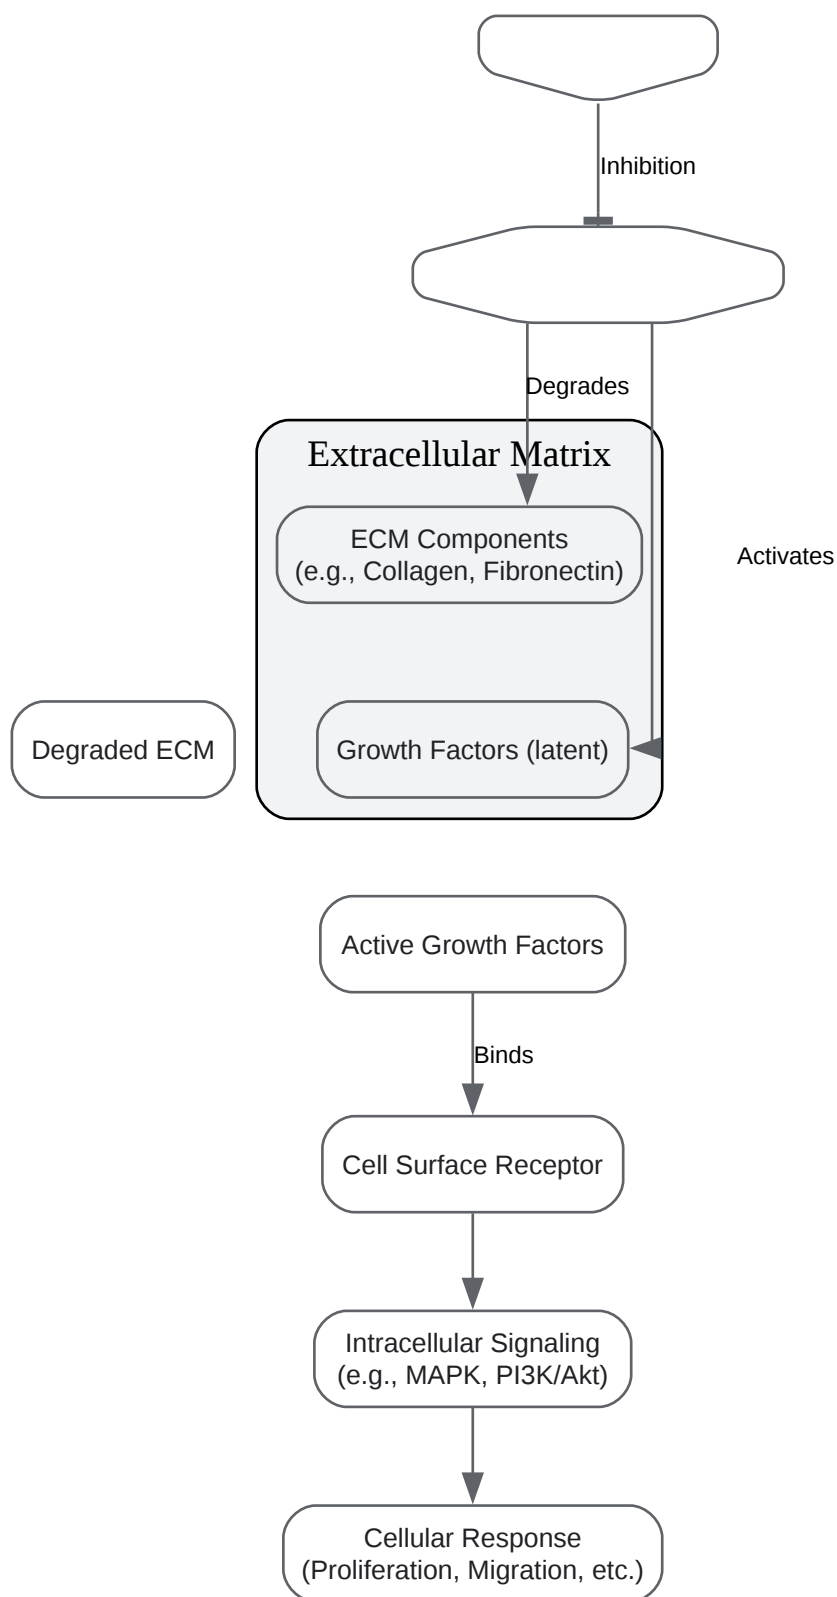 Inhibition
Degrades
Extracellular Matrix
ECM Components
(e.g., Collagen, Fibronectin)
Activates
Degraded ECM
Growth Factors (latent)
Active Growth Factors
Binds
Cell Surface Receptor
Intracellular Signaling
(e.g., MAPK, PI3K/Akt)
Cellular Response
(Proliferation, Migration, etc.)